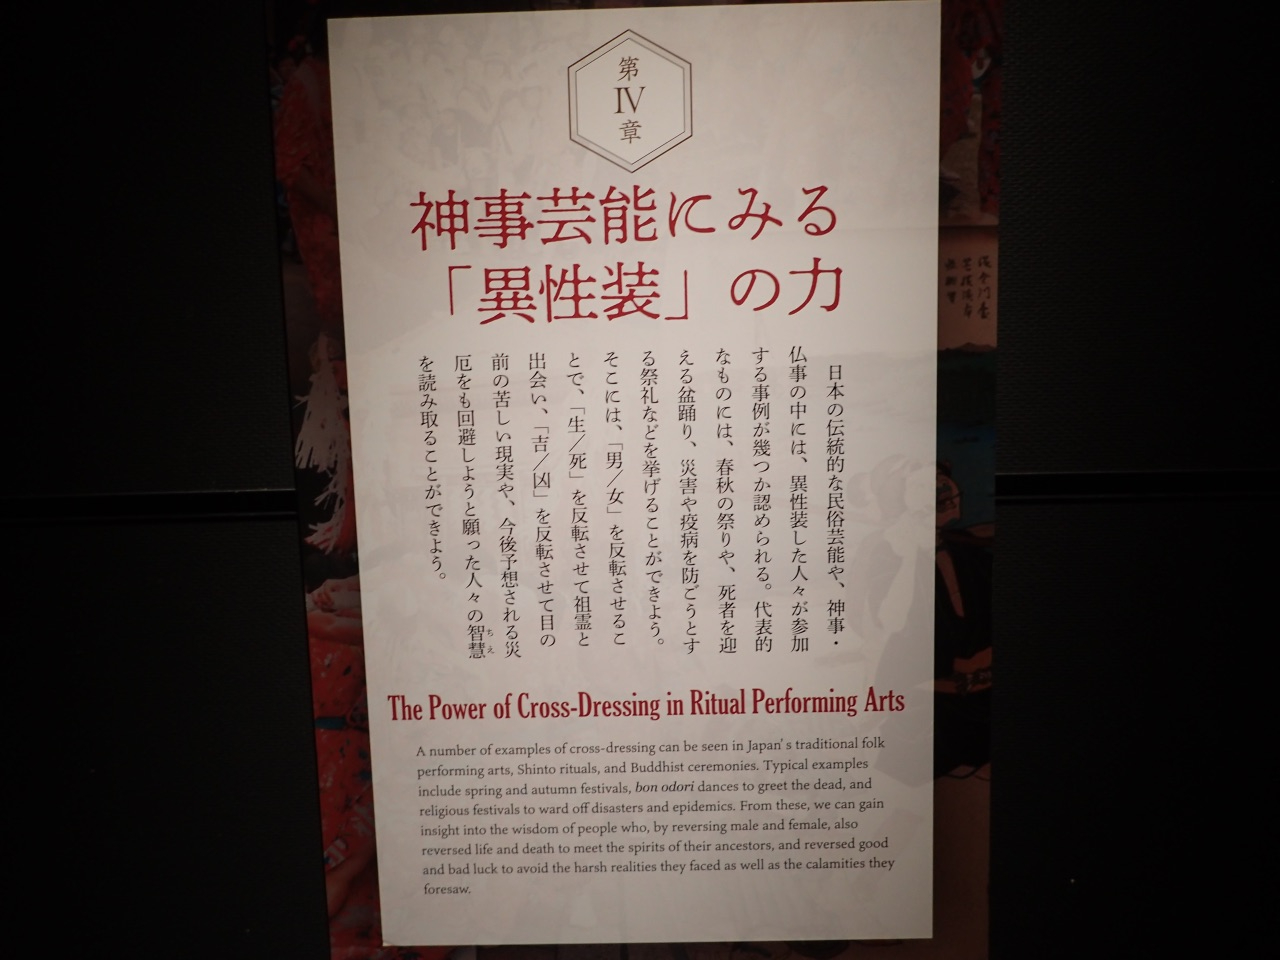 第
IV
章
神事芸能にみる
「異性装」の力
日本の伝統的な民俗芸能や、神事・
仏事の中には、異性装した人々が参加
する事例が幾つか認められる。代表的
なものには、春秋の祭りや、死者を迎
える盆踊り、災害や疫病を防ごうとす
る祭礼などを挙げることができよう。
そこには、「男／女」を反転させるこ
とで、「生／死」を反転させて祖霊と
出会い、「吉／凶」を反転させて目の
前の苦しい現実や、今後予想される災
厄をも回避しようと願った人々の智慧
ちえ
を読み取ることができよう。
The Power of Cross-Dressing in Ritual Performing Arts
A number of examples of cross-dressing can be seen in Japan's traditional folk
performing arts, Shinto rituals, and Buddhist ceremonies. Typical examples
include spring and autumn festivals, bon odori dances to greet the dead, and
religious festivals to ward off disasters and epidemics. From these, we can gain
insight into the wisdom of people who, by reversing male and female, also
reversed life and death to meet the spirits of their ancestors, and reversed good
and bad luck to avoid the harsh realities they faced as well as the calamities they
foresaw.